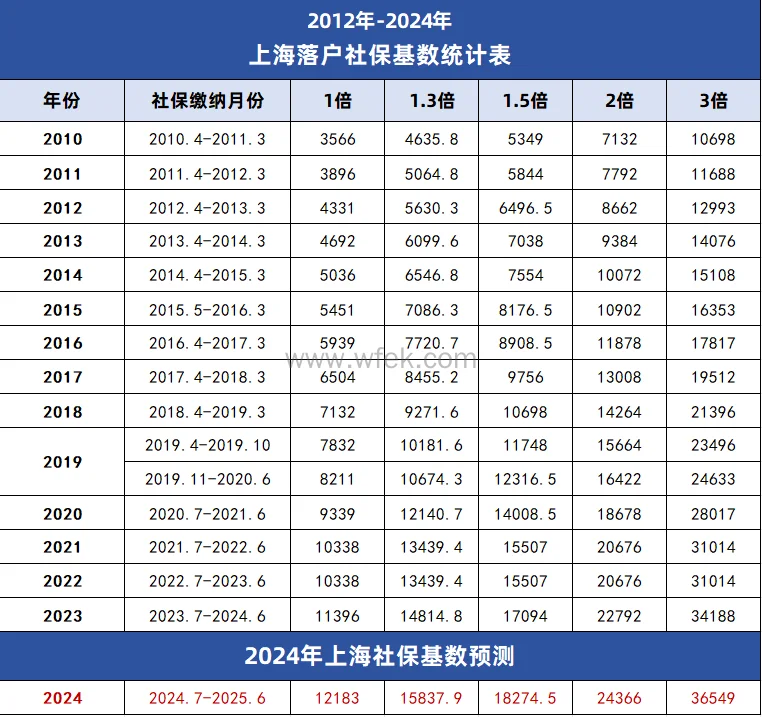 2012年-2024年
上海落户社保基数统计表
年份 社保缴纳月份 1倍 1.3倍 1.5倍 2倍 3倍
2010 2010.4-2011.3 3566 4635.8 5349 7132 10698
2011 2011.4-2012.3 3896 5064.8 5844 7792 11688
2012 2012.4-2013.3 4331 5630.3 6496.5 8662 12993
2013 2013.4-2014.3 4692 6099.6 7038 9384 14076
2014 2014.4-2015.3 5036 6546.8 7554 10072 15108
2015 2015.5-2016.3 5451 7086.3 8176.5 10902 16353
2016 2016.4-2017.3 5939 7720.7 8908.5 11878 17817
www.wfek.com
2017 2017.4-2018.3 6504 8455.2 9756 13008 19512
2018 2018.4-2019.3 7132 9271.6 10698 14264 21396
2019 2019.4-2019.10 7832 10181.6 11748 15664 23496
2019.11-2020.6 8211 10674.3 12316.5 16422 24633
2020 2020.7-2021.6 9339 12140.7 14008.5 18678 28017
2021 2021.7-2022.6 10338 13439.4 15507 20676 31014
2022 2022.7-2023.6 10338 13439.4 15507 20676 31014
2023 2023.7-2024.6 11396 14814.8 17094 22792 34188
2024年上海社保基数预测
2024 2024.7-2025.6 12183 15837.9 18274.5 24366 36549